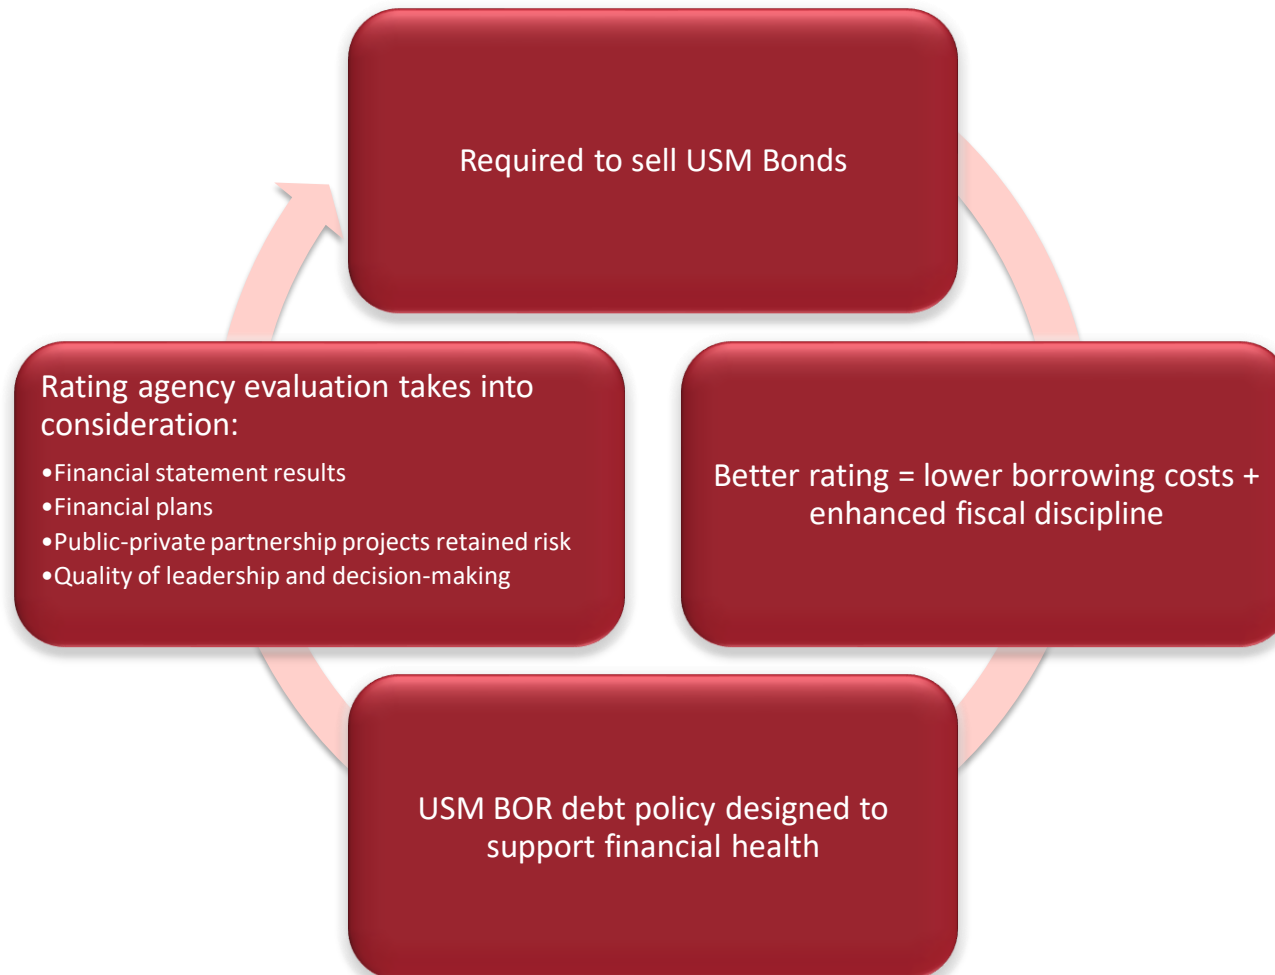 Required to sell USM Bonds
Better rating = lower borrowing costs +
enhanced fiscal discipline
USM BOR debt policy designed to
support financial health
Rating agency evaluation takes into
consideration:
•Financial statement results
•Financial plans
•Public-private partnership projects retained risk
•Quality of leadership and decision-making